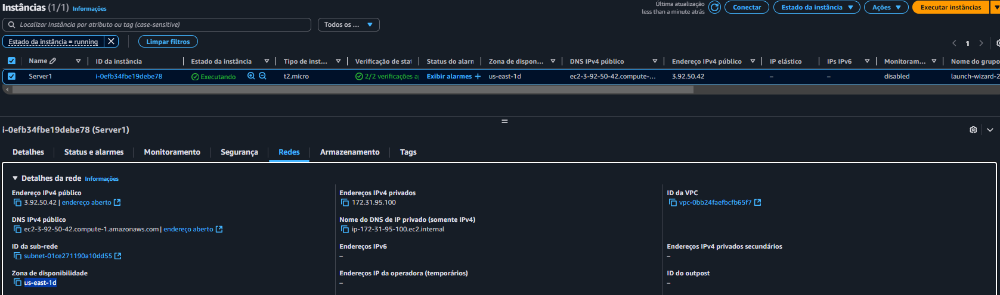 Instâncias (1/1) Informações
Última atualização
less than a minute atrás
Conectar
Estado da instância
Ações
Executar instâncias
Localizar Instância por atributo ou tag (case-sensitive)
Todos os ...
Estado da instância = running
Limpar filtros
1
Name ID da instância Estado da instância Tipo de inst... Verificação de stat Status do alarn Zona de dispon... DNS IPv4 público Endereço IPv4 público IP elástico IPs IPv6 Monitoram... Nome do grupo
Server1 i-0efb34fbe19debe78 Executando t2.micro 2/2 verificações a Exibir alarmes + us-east-1d ec2-3-92-50-42.compute-... 3.92.50.42 – – disabled launch-wizard-2
i-0efb34fbe19debe78 (Server1)
Detalhes Status e alarmes Monitoramento Segurança Redes Armazenamento Tags
Detalhes da rede Informações
Endereço IPv4 público
3.92.50.42 | endereço aberto
Endereços IPv4 privados
172.31.95.100
ID da VPC
vpc-0bb24faefbcfb65f7
DNS IPv4 público
ec2-3-92-50-42.compute-1.amazonaws.com | endereço aberto
Nome do DNS de IP privado (somente IPv4)
ip-172-31-95-100.ec2.internal
ID da sub-rede
subnet-01ce271190a10dd55
Endereços IPv6
–
Endereços IPv4 privados secundários
–
Zona de disponibilidade
us-east-1d
Endereços IP da operadora (temporários)
–
ID do outpost
–